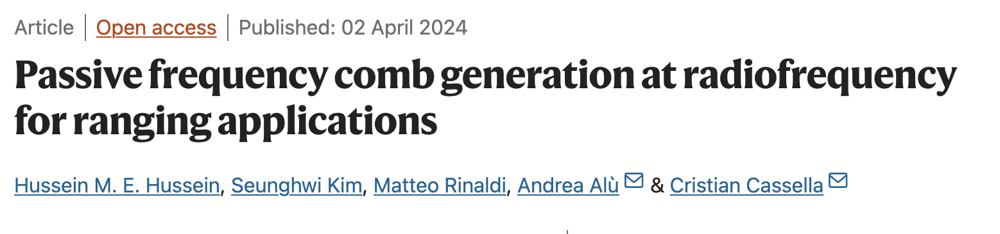 Article | Open access | Published: 02 April 2024
Passive frequency comb generation at radiofrequency
for ranging applications
Hussein M. E. Hussein, Seunghwi Kim, Matteo Rinaldi, Andrea Alù & Cristian Cassella